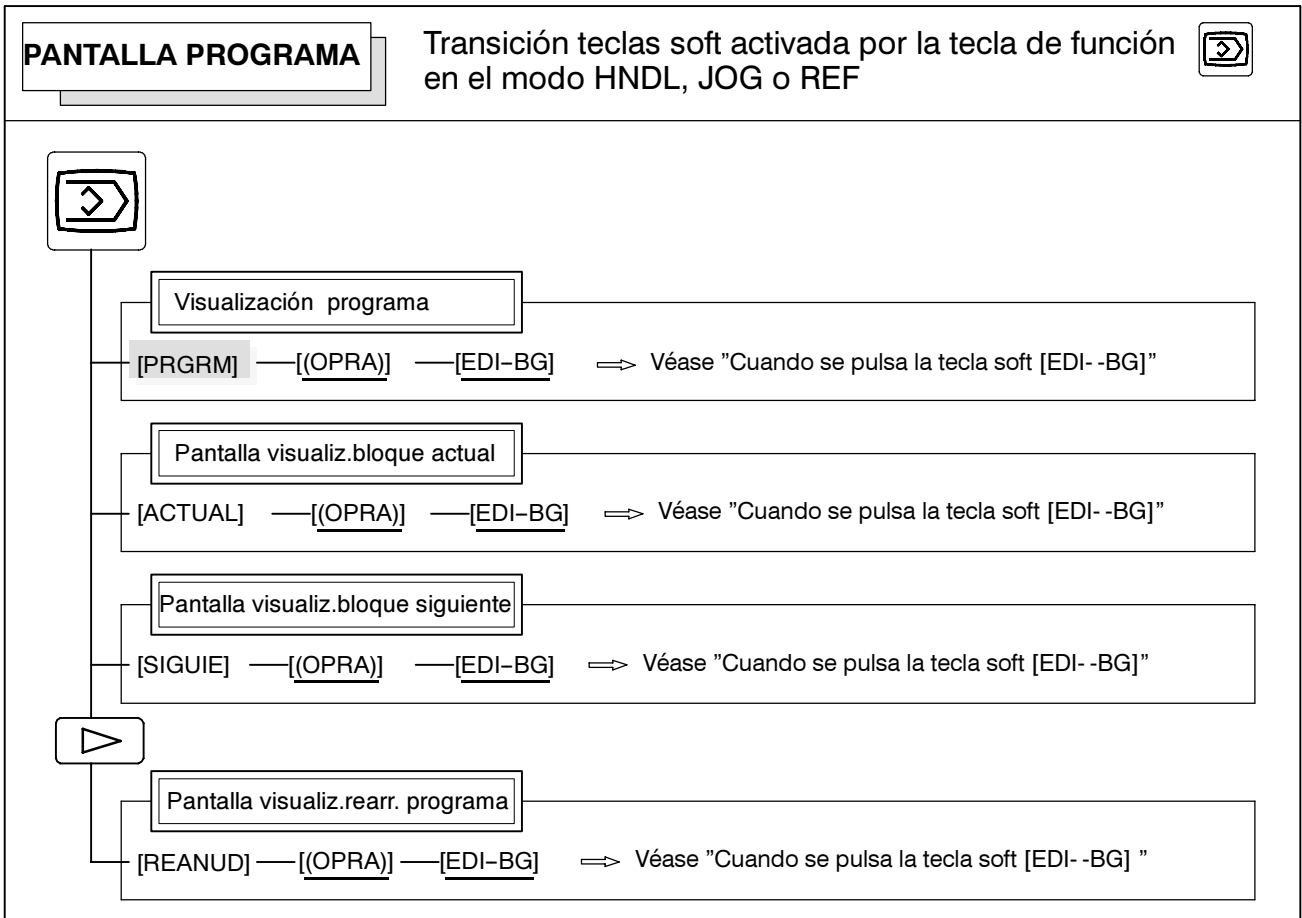 PANTALLA PROGRAMA
Transición teclas soft activada por la tecla de función
en el modo HNDL, JOG o REF
Visualización programa
[PRGRM] [(OPRA)] [EDI–BG] Véase ”Cuando se pulsa la tecla soft [EDI- -BG]”
Pantalla visualiz.bloque actual
[ACTUAL] [(OPRA)] [EDI–BG] Véase ”Cuando se pulsa la tecla soft [EDI- -BG]”
Pantalla visualiz.bloque siguiente
[SIGUIE] [(OPRA)] [EDI–BG] Véase ”Cuando se pulsa la tecla soft [EDI- -BG]”
Pantalla visualiz.rearr. programa
[REANUD] [(OPRA)] [EDI–BG] Véase ”Cuando se pulsa la tecla soft [EDI- -BG] ”